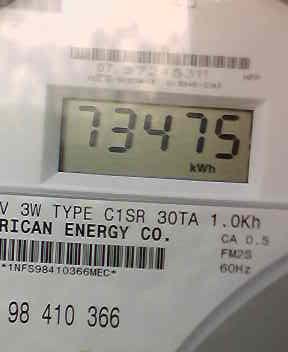 73475
kWh
V 3W TYPE C1SR 30TA 1.0Kh
RICAN ENERGY CO.
CA 0.5
FM2S
60Hz
*1NFS98410366MEC*
98 410 366